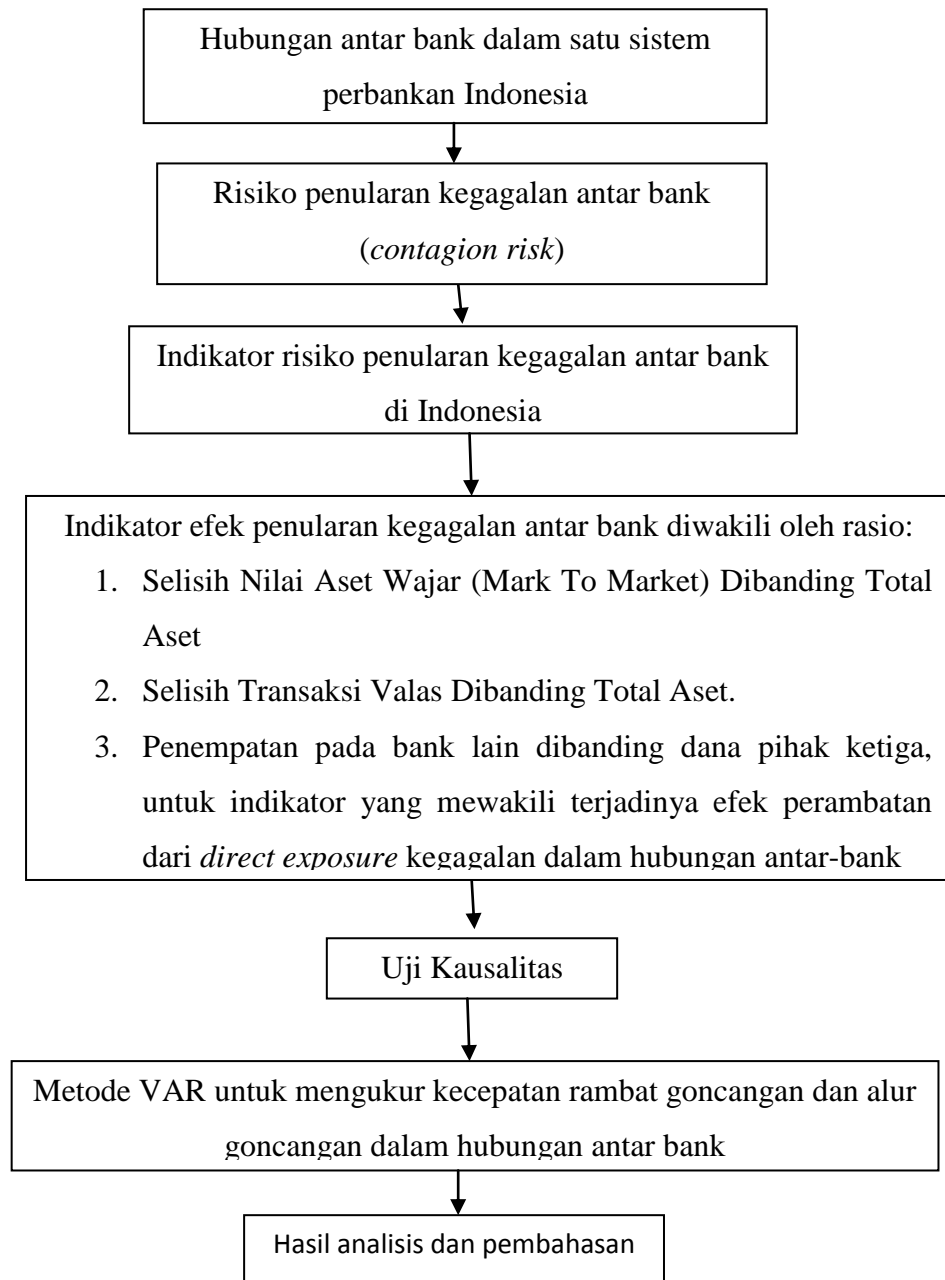 Hubungan antar bank dalam satu sistem
perbankan Indonesia
Risiko penularan kegagalan antar bank
(contagion risk)
Indikator risiko penularan kegagalan antar bank
di Indonesia
Indikator efek penularan kegagalan antar bank diwakili oleh rasio:
1. Selisih Nilai Aset Wajar (Mark To Market) Dibanding Total
Aset
2. Selisih Transaksi Valas Dibanding Total Aset.
3. Penempatan pada bank lain dibanding dana pihak ketiga,
untuk indikator yang mewakili terjadinya efek perambatan
dari direct exposure kegagalan dalam hubungan antar-bank
Uji Kausalitas
Metode VAR untuk mengukur kecepatan rambat goncangan dan alur
goncangan dalam hubungan antar bank
Hasil analisis dan pembahasan